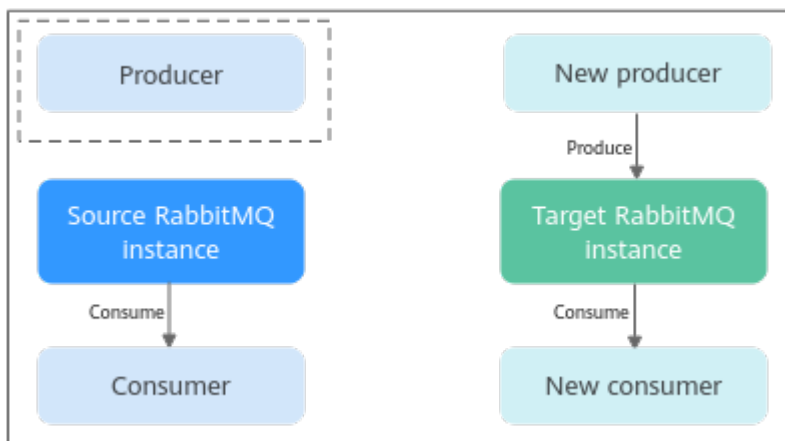 Producer
New producer
Produce
Source RabbitMQ
instance
Target RabbitMQ
instance
Consume
Consume
Consumer
New consumer